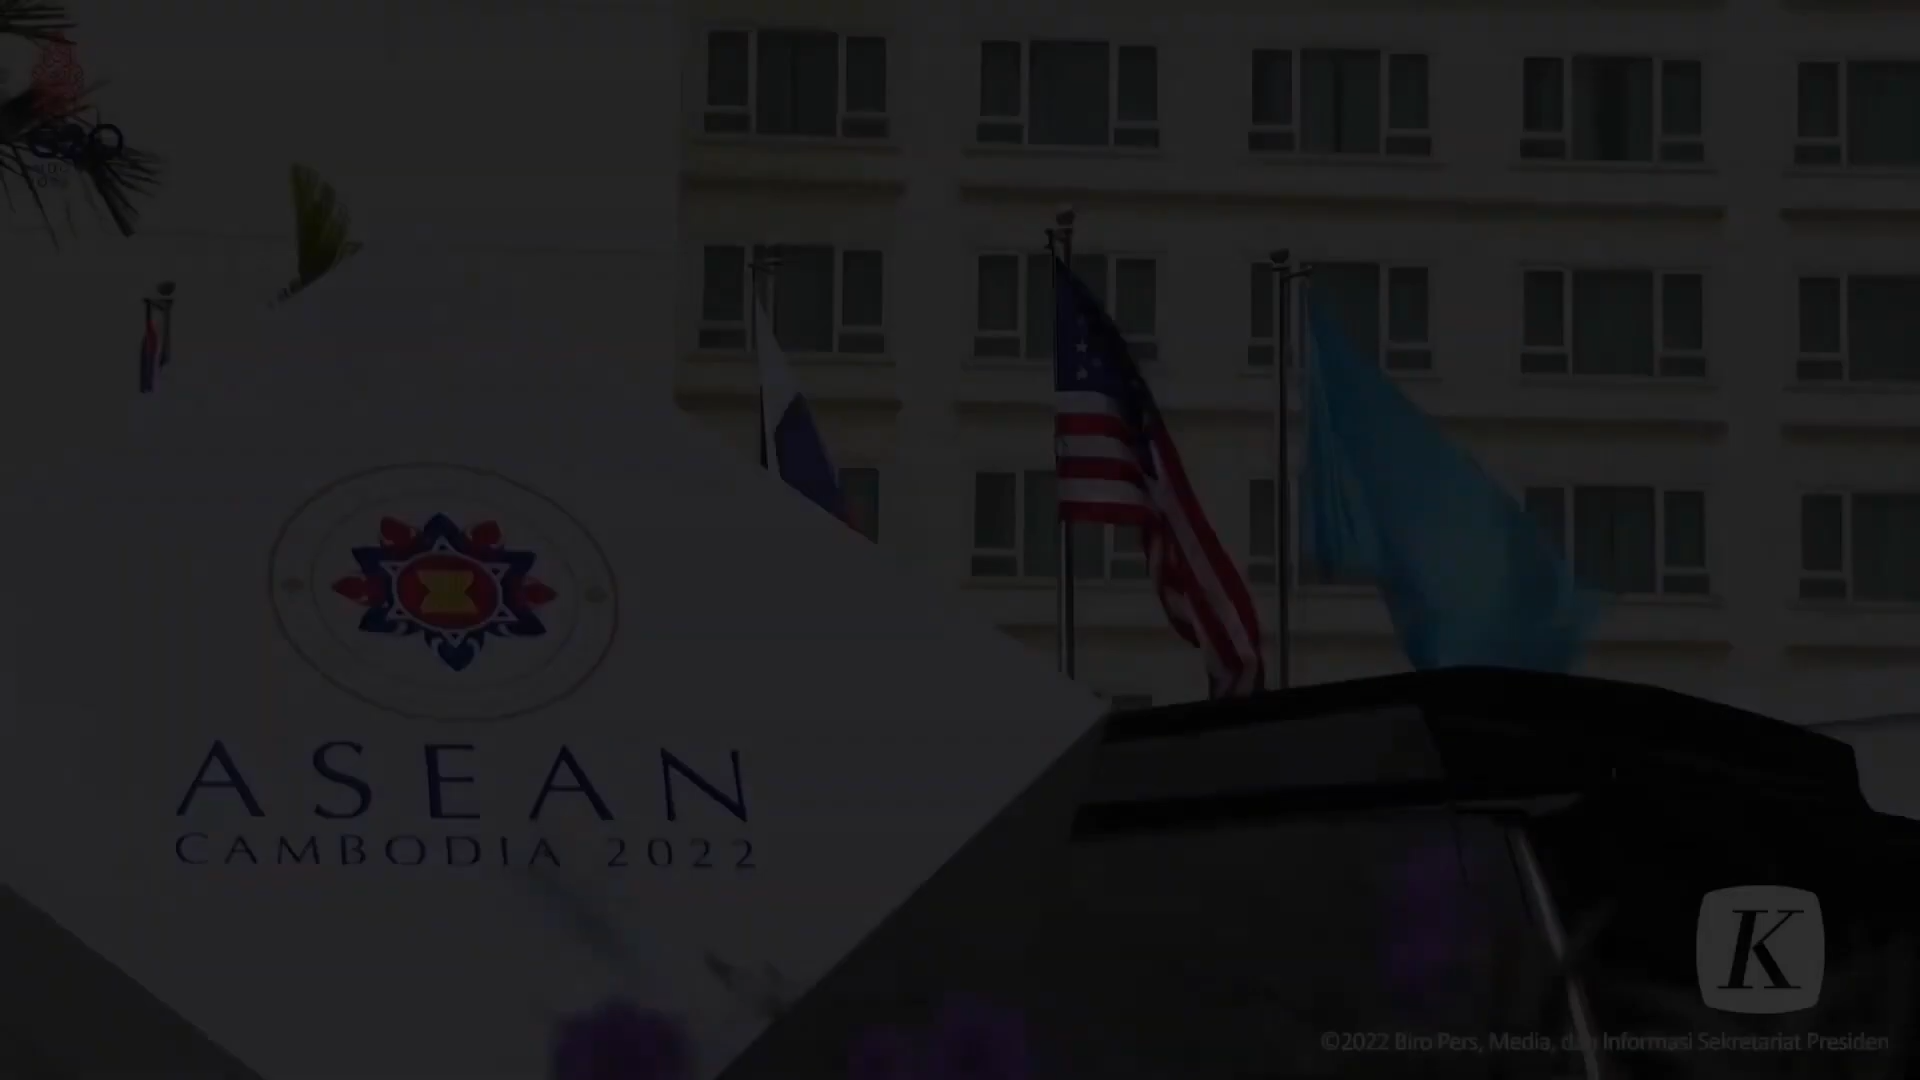 ASEAN
CAMBODIA 2022
K
©2022 Biro Pers, Media, dan Informasi Sekretariat Presiden